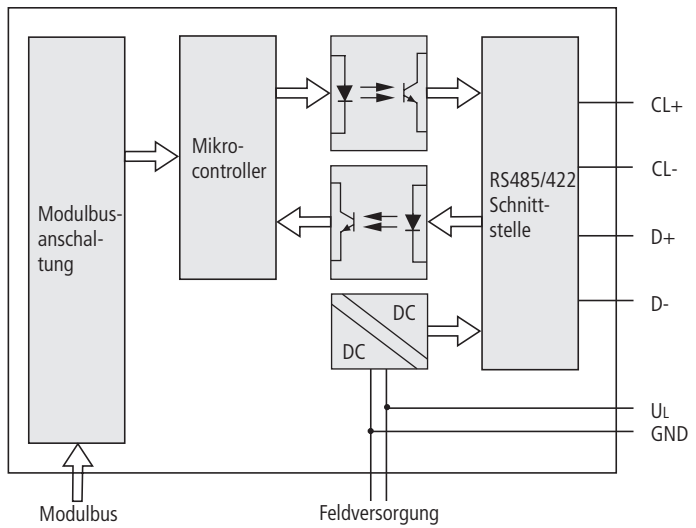 Modulbus-
anschal-
tung
Mikro-
controller
RS485/422
Schnitt-
stelle
DC
DC
CL+
CL-
D+
D-
UL
GND
Modulbus
Feldversorgung